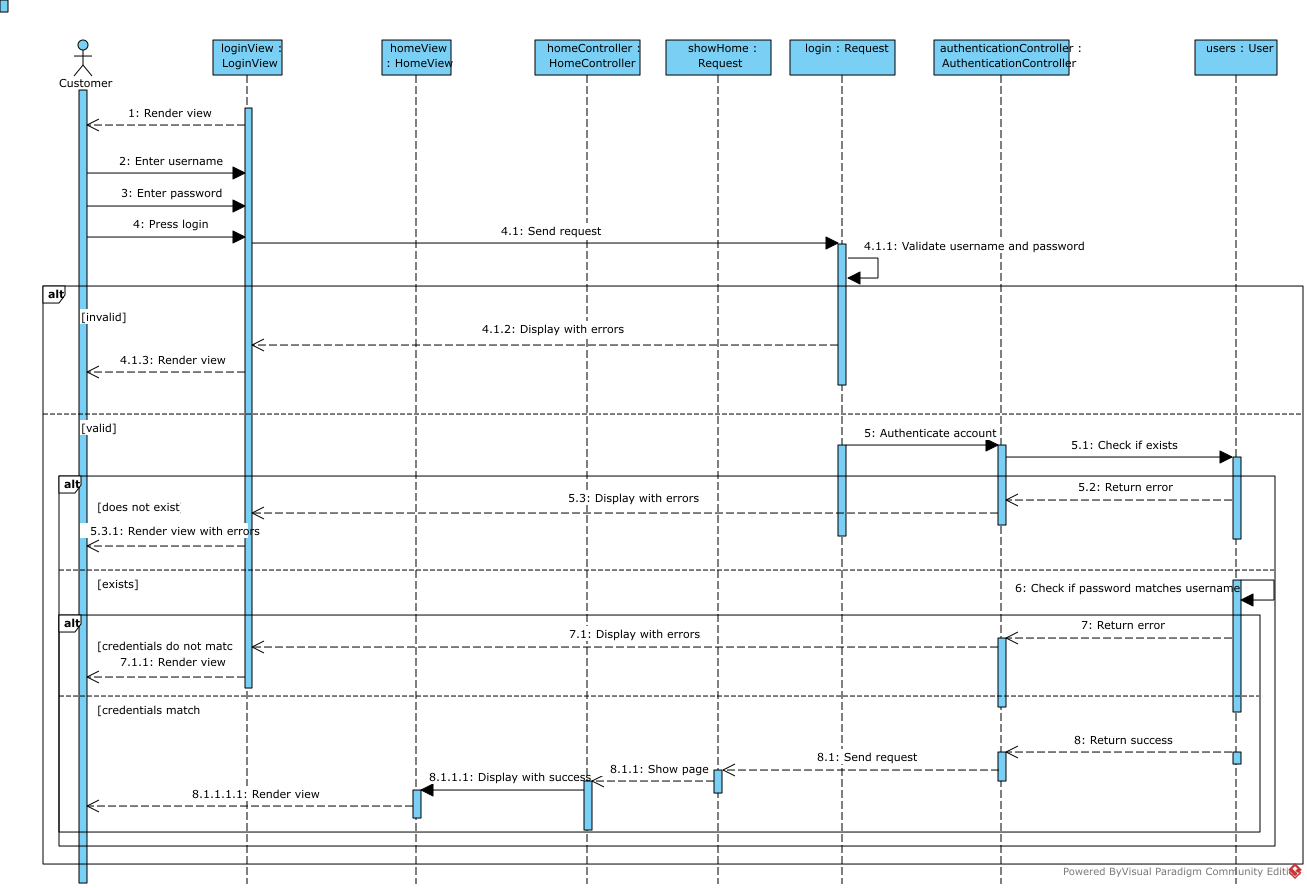 loginView :
LoginView
homeView
: HomeView
homeController :
HomeController
showHome :
Request
login : Request
authenticationController :
AuthenticationController
users : User
Customer
1: Render view
2: Enter username
3: Enter password
4: Press login
4.1: Send request
4.1.1: Validate username and password
alt
[invalid]
4.1.2: Display with errors
4.1.3: Render view
[valid]
5: Authenticate account
5.1: Check if exists
alt
5.2: Return error
[does not exist
5.3: Display with errors
5.3.1: Render view with errors
[exists]
6: Check if password matches username
alt
7: Return error
7.1: Display with errors
[credentials do not matc
7.1.1: Render view
[credentials match
8: Return success
8.1: Send request
8.1.1: Show page
8.1.1.1: Display with success
8.1.1.1.1: Render view
Powered ByVisual Paradigm Community Edition